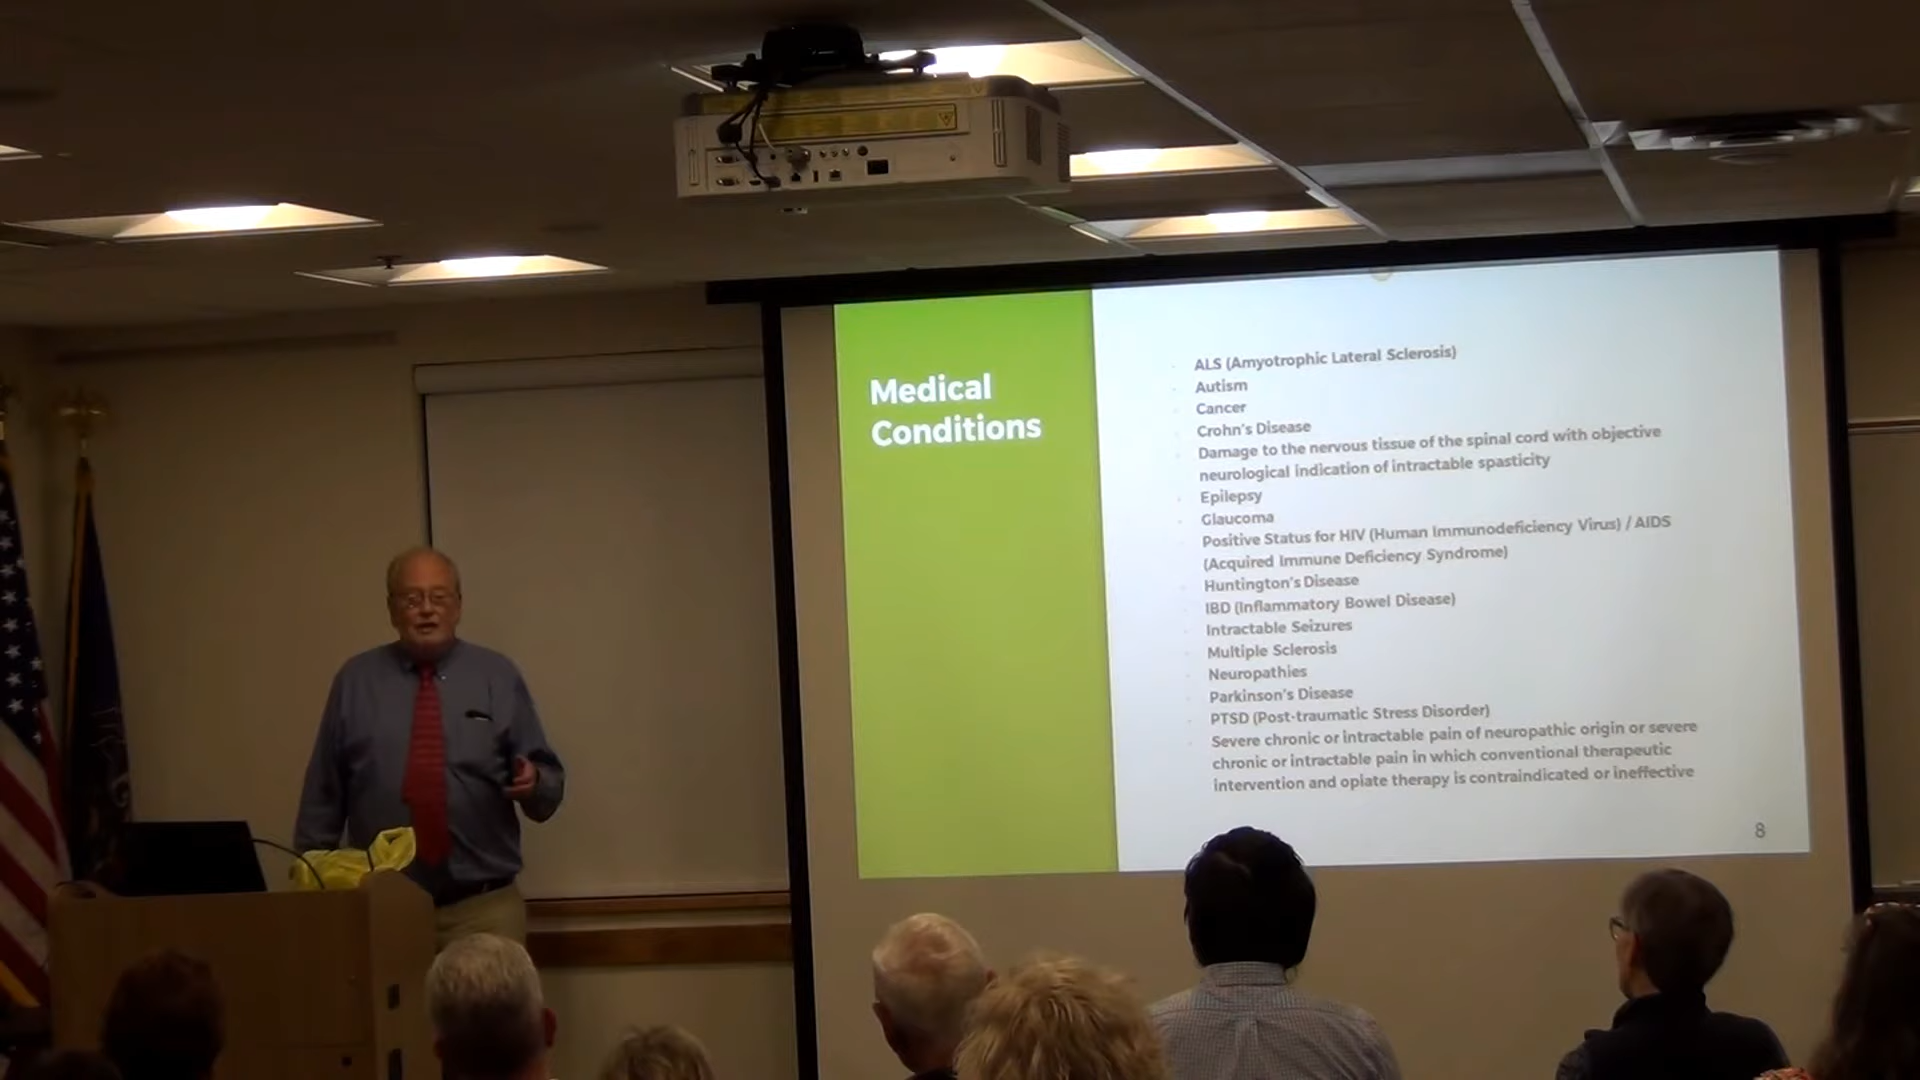 Medical
Conditions
ALS (Amyotrophic Lateral Sclerosis)
Autism
Cancer
Crohn's Disease
Damage to the nervous tissue of the spinal cord with objective
neurological indication of intractable spasticity
Epilepsy
Glaucoma
Positive Status for HIV (Human Immunodeficiency Virus) / AIDS
(Acquired Immune Deficiency Syndrome)
Huntington's Disease
IBD (Inflammatory Bowel Disease)
Intractable Seizures
Multiple Sclerosis
Neuropathies
Parkinson's Disease
PTSD (Post-traumatic Stress Disorder)
Severe chronic or intractable pain of neuropathic origin or severe
chronic or intractable pain in which conventional therapeutic
intervention and opiate therapy is contraindicated or ineffective
8